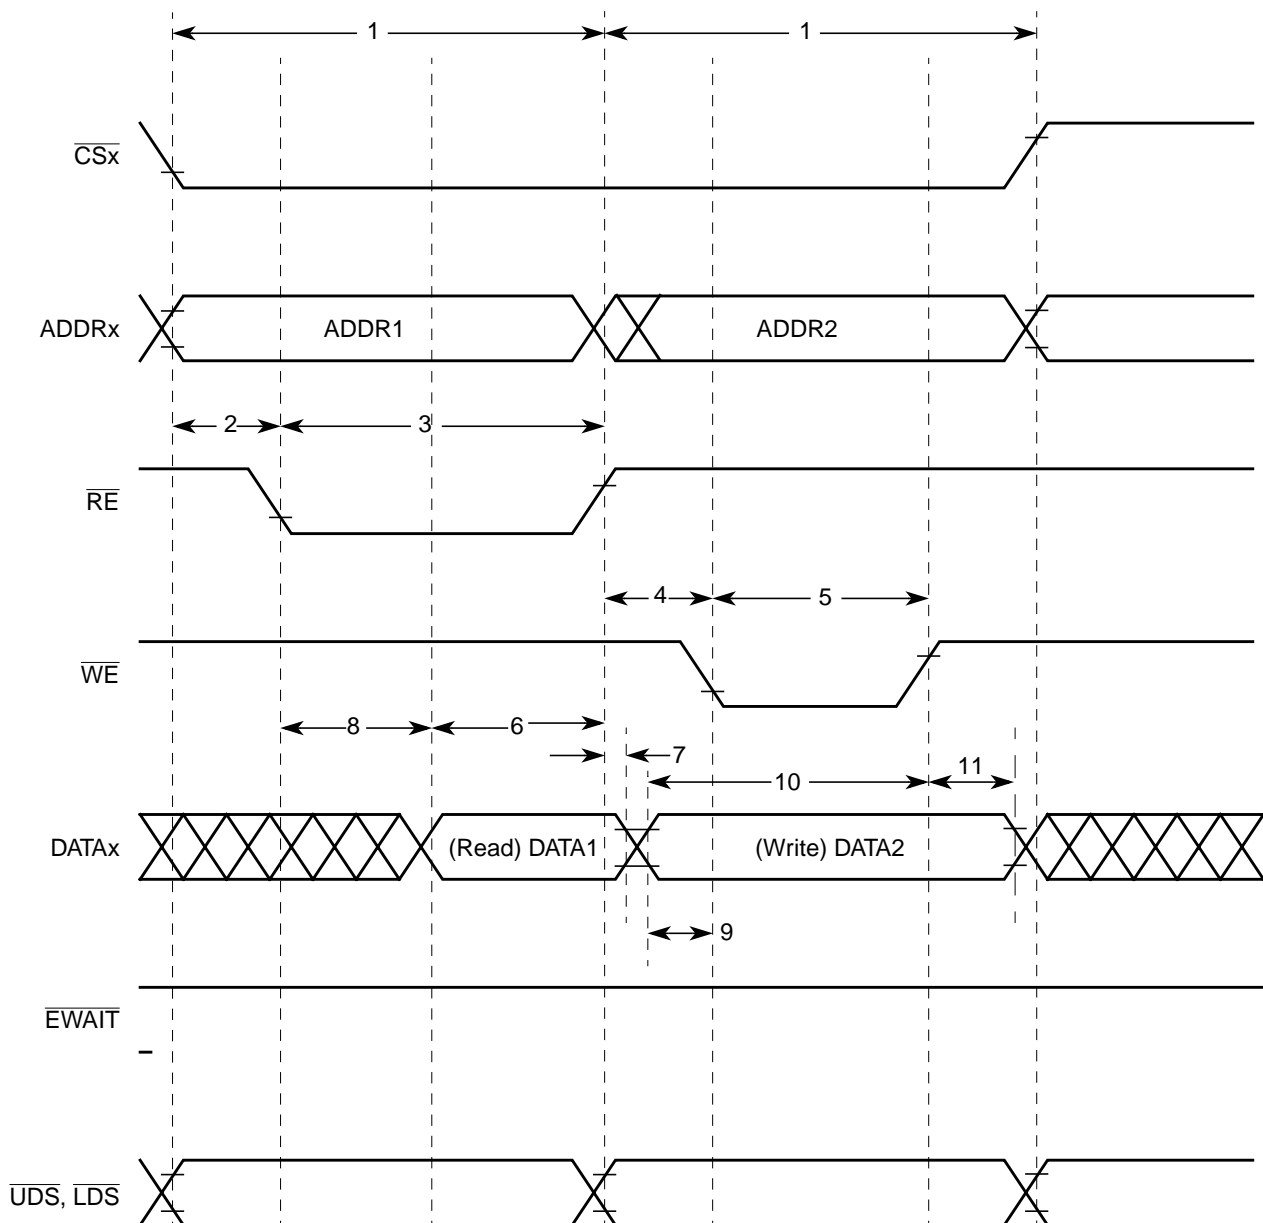 1 1
CSx
ADDRx ADDR1 ADDR2
2 3
RE
4 5
WE
8 6
7
10 11
DATAx (Read) DATA1 (Write) DATA2
9
EWAIT
UDS, LDS